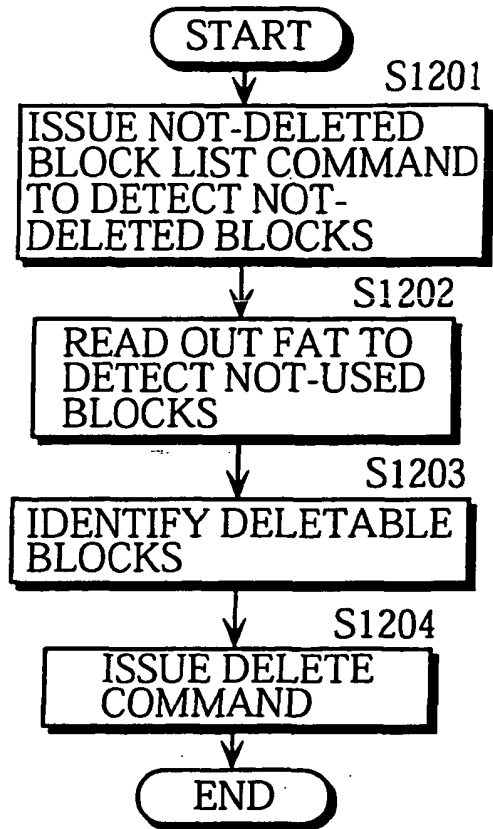 START
S1201
ISSUE NOT-DELETED
BLOCK LIST COMMAND
TO DETECT NOT-
DELETED BLOCKS
S1202
READ OUT FAT TO
DETECT NOT-USED
BLOCKS
S1203
IDENTIFY DELETABLE
BLOCKS
S1204
ISSUE DELETE
COMMAND
END